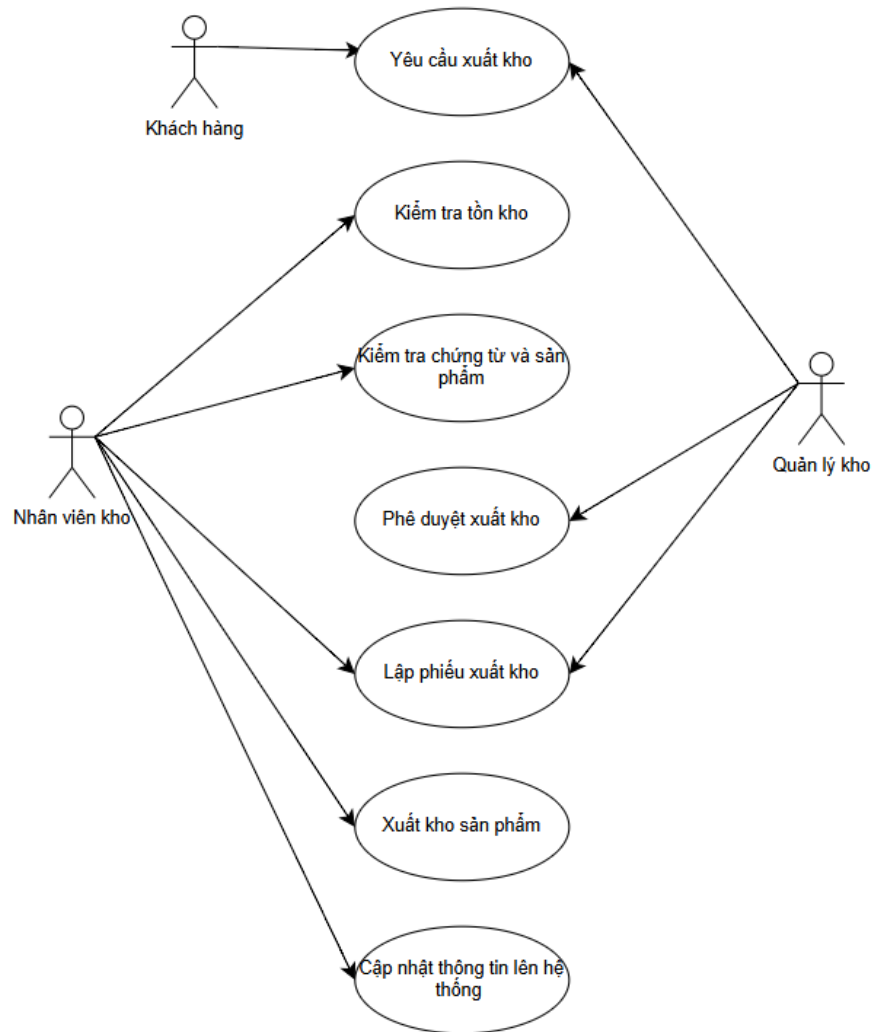 Yêu cầu xuất kho
Khách hàng
Kiểm tra tồn kho
Kiểm tra chứng từ và sản
phẩm
Nhân viên kho
Quản lý kho
Phê duyệt xuất kho
Lập phiếu xuất kho
Xuất kho sản phẩm
Cập nhật thông tin lên hệ
thống